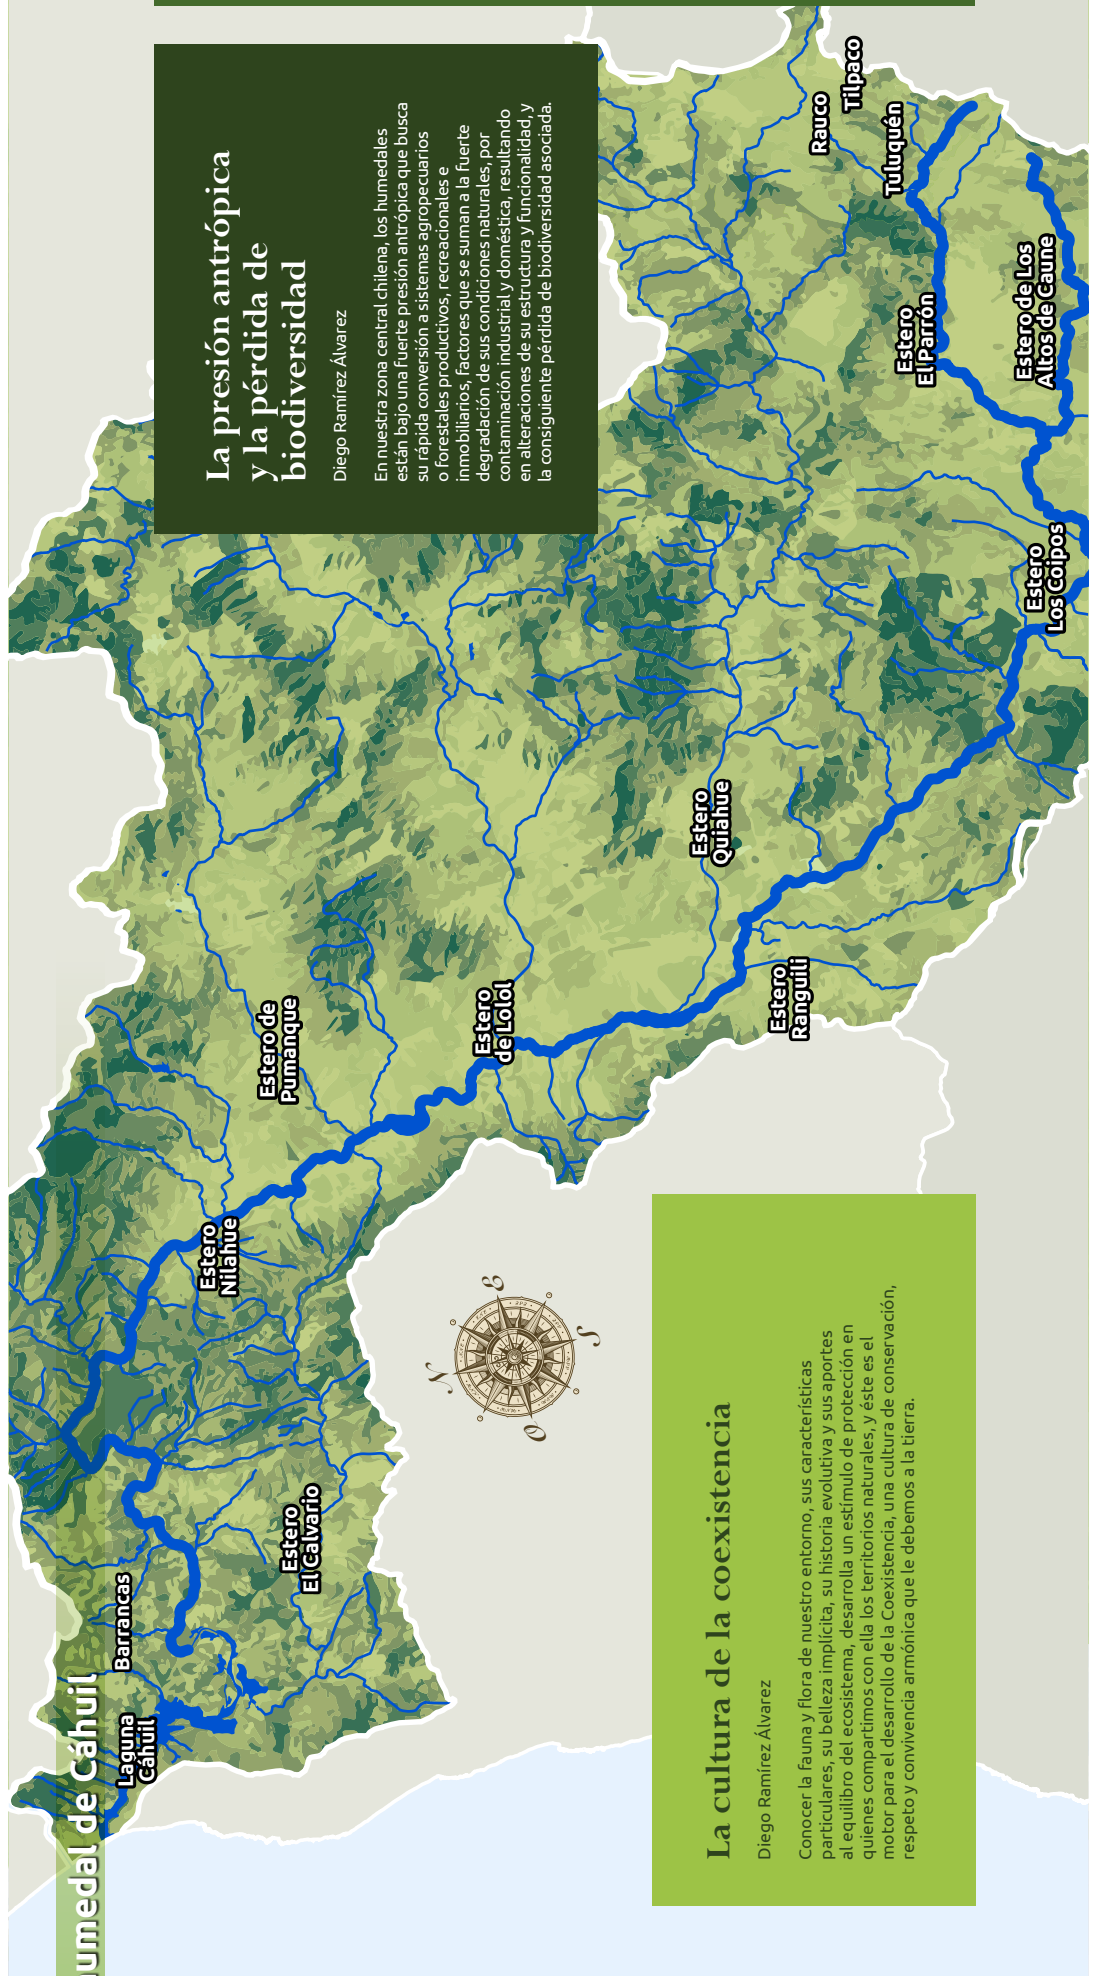 humedal de Cáhuil
La presión antrópica
y la pérdida de
biodiversidad
Diego Ramírez Álvarez
En nuestra zona central chilena, los humedales
están bajo una fuerte presión antrópica que busca
su rápida conversión a sistemas agropecuarios
o forestales productivos, recreacionales e
inmobiliarios, factores que se suman a la fuerte
degradación de sus condiciones naturales, por
contaminación industrial y doméstica, resultando
en alteraciones de su estructura y funcionalidad, y
la consiguiente pérdida de biodiversidad asociada.
Laguna
Cáhuil
Barrancas
Estero
El Calvario
Estero
Nilahue
Estero de
Pumanque
Estero
de Lolol
Estero
Quiahue
Estero
Ranguili
Estero
Los Coipos
Estero
El Parrón
Estero de Los
Altos de Caune
Rauco
Tilpaco
Tuluquén
N
E
S
O
La cultura de la coexistencia
Diego Ramírez Álvarez
Conocer la fauna y flora de nuestro entorno, sus características
particulares, su belleza implícita, su historia evolutiva y sus aportes
al equilibrio del ecosistema, desarrolla un estímulo de protección en
quienes compartimos con ella los territorios naturales, y éste es el
motor para el desarrollo de la Coexistencia, una cultura de conservación,
respeto y convivencia armónica que le debemos a la tierra.